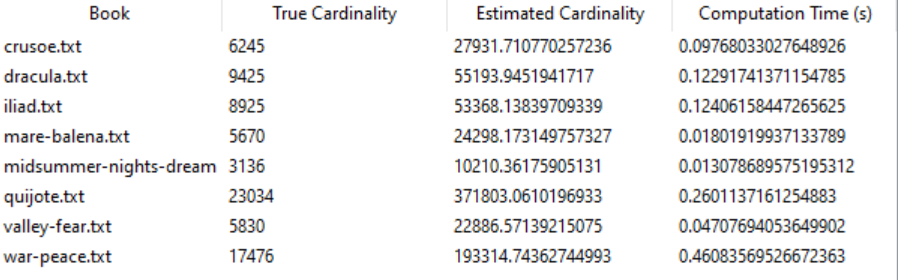 Book True Cardinality Estimated Cardinality Computation Time (s)
crusoe.txt 6245 27931.710770257236 0.09768033027648926
dracula.txt 9425 55193.9451941717 0.12291741371154785
iliad.txt 8925 53368.13839709339 0.12406158447265625
mare-balena.txt 5670 24298.173149757327 0.01801919937133789
midsummer-nights-dream 3136 10210.36175905131 0.013078689575195312
quijote.txt 23034 371803.0610196933 0.2601137161254883
valley-fear.txt 5830 22886.57139215075 0.04707694053649902
war-peace.txt 17476 193314.74362744993 0.46083569526672363